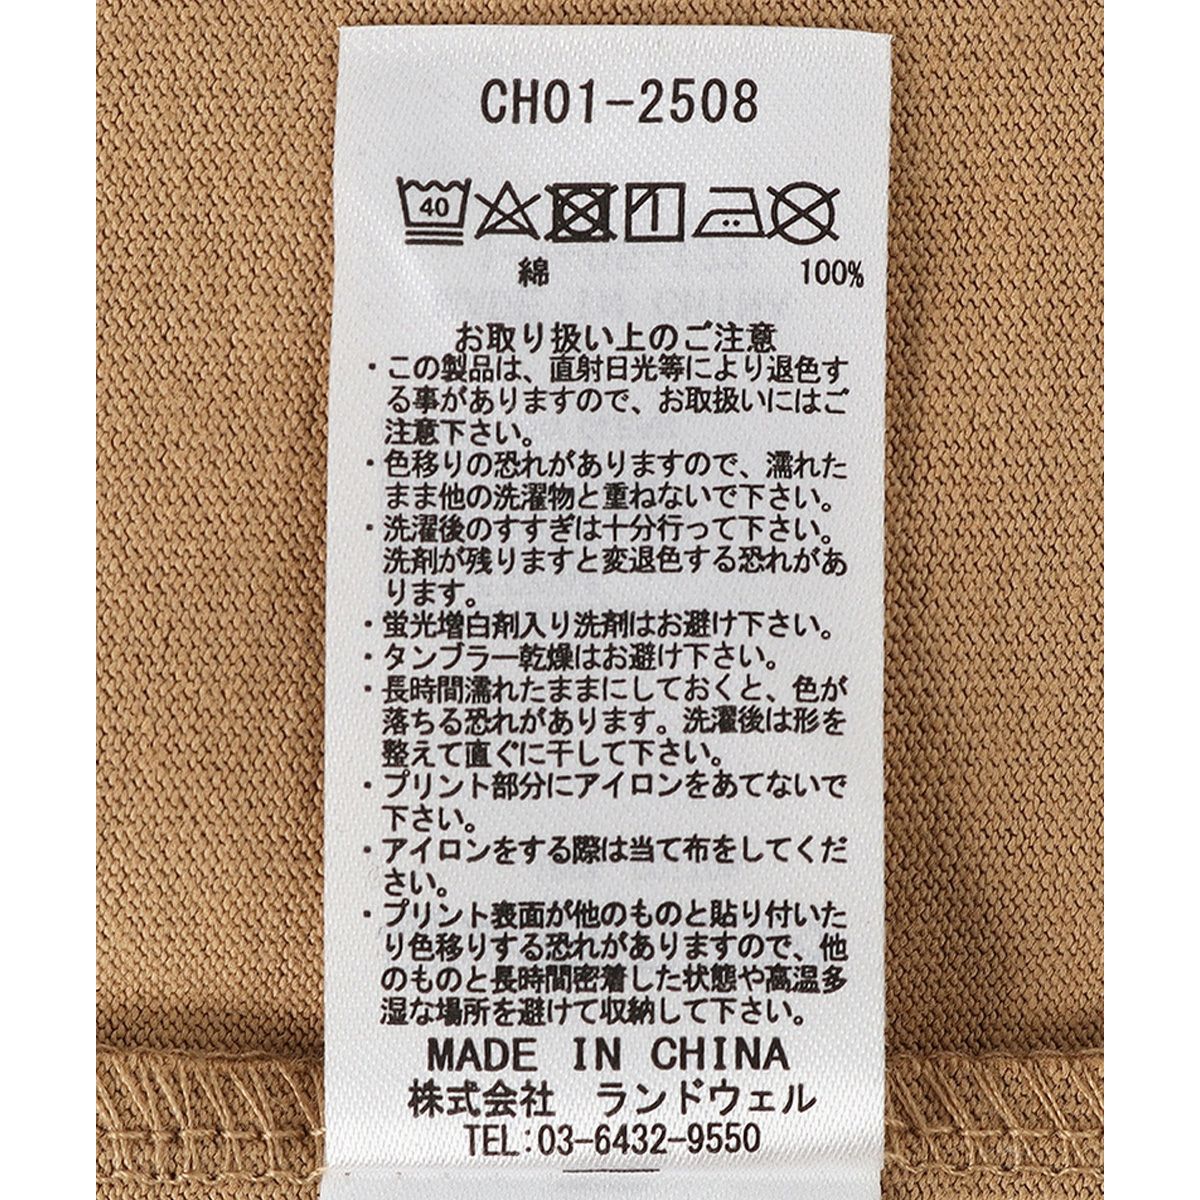 CH01-2508
40
綿 100%
お取り扱い上のご注意
・この製品は、直射日光等により退色す
る事がありますので、お取扱いにはご
注意下さい。
・色移りの恐れがありますので、濡れた
まま他の洗濯物と重ねないで下さい。
・洗濯後のすすぎは十分行って下さい。
洗剤が残りますと変退色する恐れがあ
ります。
・蛍光増白剤入り洗剤はお避け下さい。
・タンブラー乾燥はお避け下さい。
・長時間濡れたままにしておくと、色が
落ちる恐れがあります。洗濯後は形を
整えて直ぐに干して下さい。
・プリント部分にアイロンをあてないで
下さい。
・アイロンをする際は当て布をしてくだ
さい。
・プリント表面が他のものと貼り付いた
り色移りする恐れがありますので、他
のものと長時間密着した状態や高温多
湿な場所を避けて収納して下さい。
MADE IN CHINA
株式会社 ランドウェル
TEL:03-6432-9550